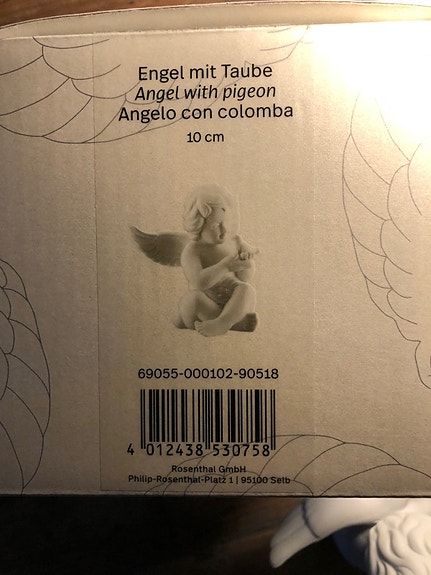 Engel mit Taube
Angel with pigeon
Angelo con colomba
10 cm
69055-000102-90518
4 012438 530758
Rosenthal GmbH
Philip-Rosenthal-Platz 1 | 95100 Selb